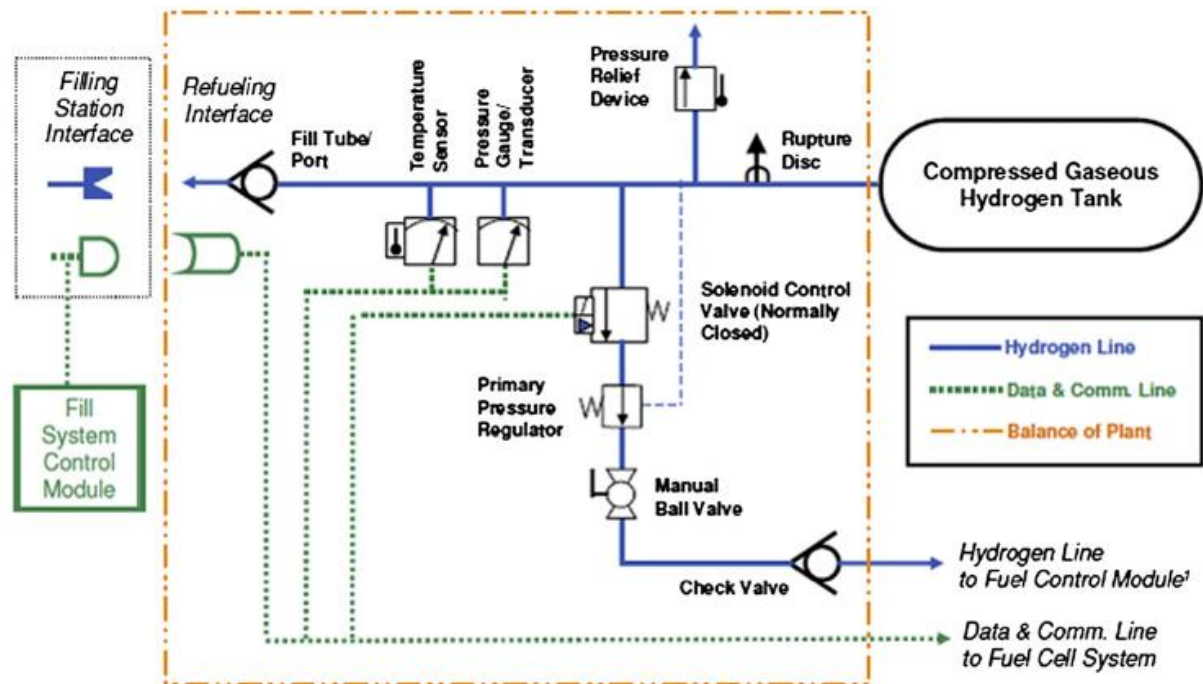 Filling
Station
Interface
Refueling
Interface
Fill Tube/
Port
Temperature
Sensor
Pressure
Gauge/
Transducer
Pressure
Relief
Device
Rupture
Disc
Compressed Gaseous
Hydrogen Tank
Solenoid Control
Valve (Normally
Closed)
Primary
Pressure
Regulator
Manual
Ball Valve
Check Valve
Fill
System
Control
Module
Hydrogen Line
Data & Comm. Line
Balance of Plant
Hydrogen Line
to Fuel Control Module¹
Data & Comm. Line
to Fuel Cell System